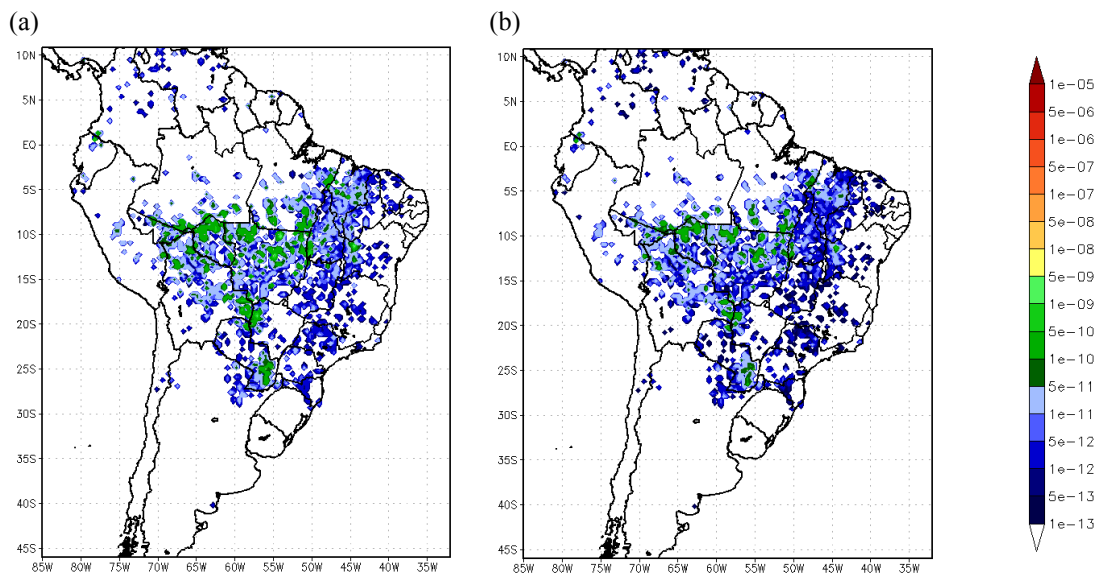 (a)
(b)
10N
5N
EQ
5S
10S
15S
20S
25S
30S
35S
40S
45S
85W 80W 75W 70W 65W 60W 55W 50W 45W 40W 35W
10N
5N
EQ
5S
10S
15S
20S
25S
30S
35S
40S
45S
85W 80W 75W 70W 65W 60W 55W 50W 45W 40W 35W
1e-05
5e-06
1e-06
5e-07
1e-07
5e-08
1e-08
5e-09
1e-09
5e-10
1e-10
5e-11
1e-11
5e-12
1e-12
5e-13
1e-13